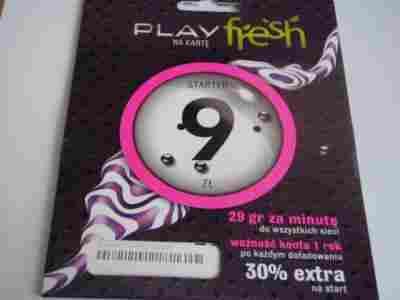 PLAY fresh
NA KARTĘ
STARTER
9
ZŁ
29 gr za minutę
do wszystkich sieci
ważność konta 1 rok
po każdym doładowaniu
30% extra
na start